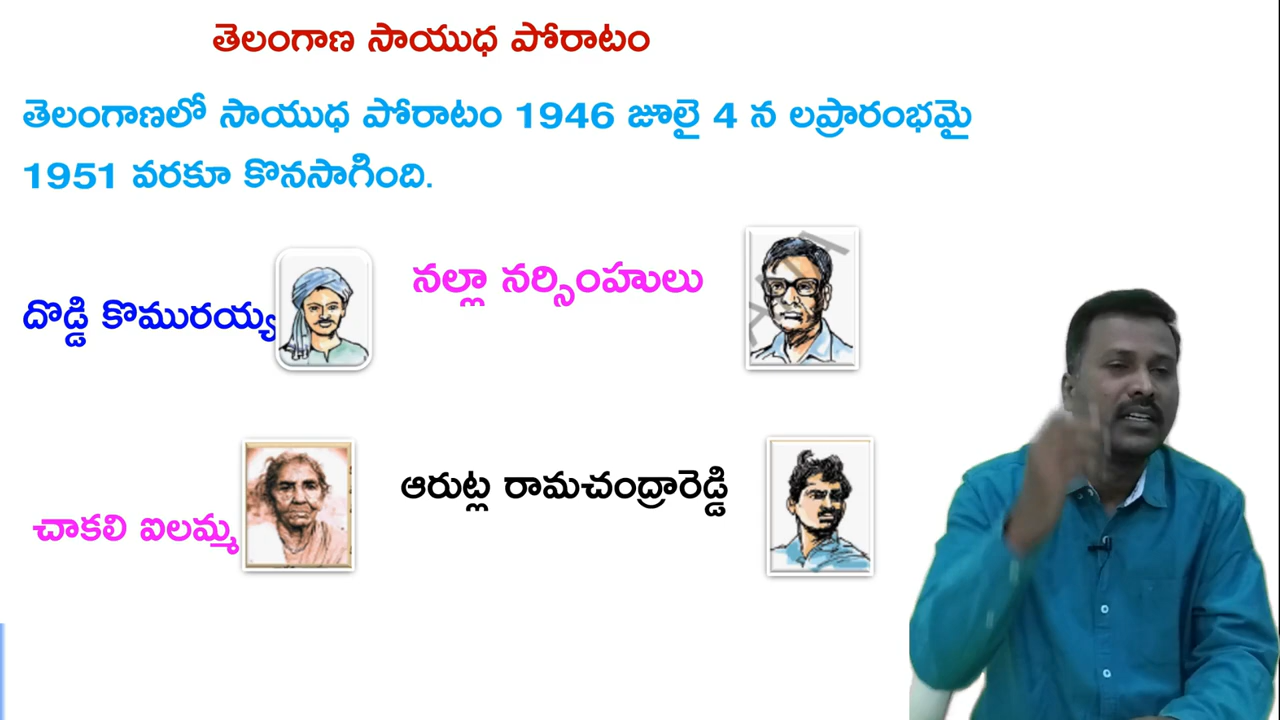 తెలంగాణ సాయుధ పోరాటం
తెలంగాణలో సాయుధ పోరాటం 1946 జూలై 4 న లప్రారంభమై
1951 వరకూ కొనసాగింది.
దొడ్డి కొమురయ్య
నల్లా నర్సింహులు
చాకలి ఐలమ్మ
ఆరుట్ల రామచంద్రారెడ్డి